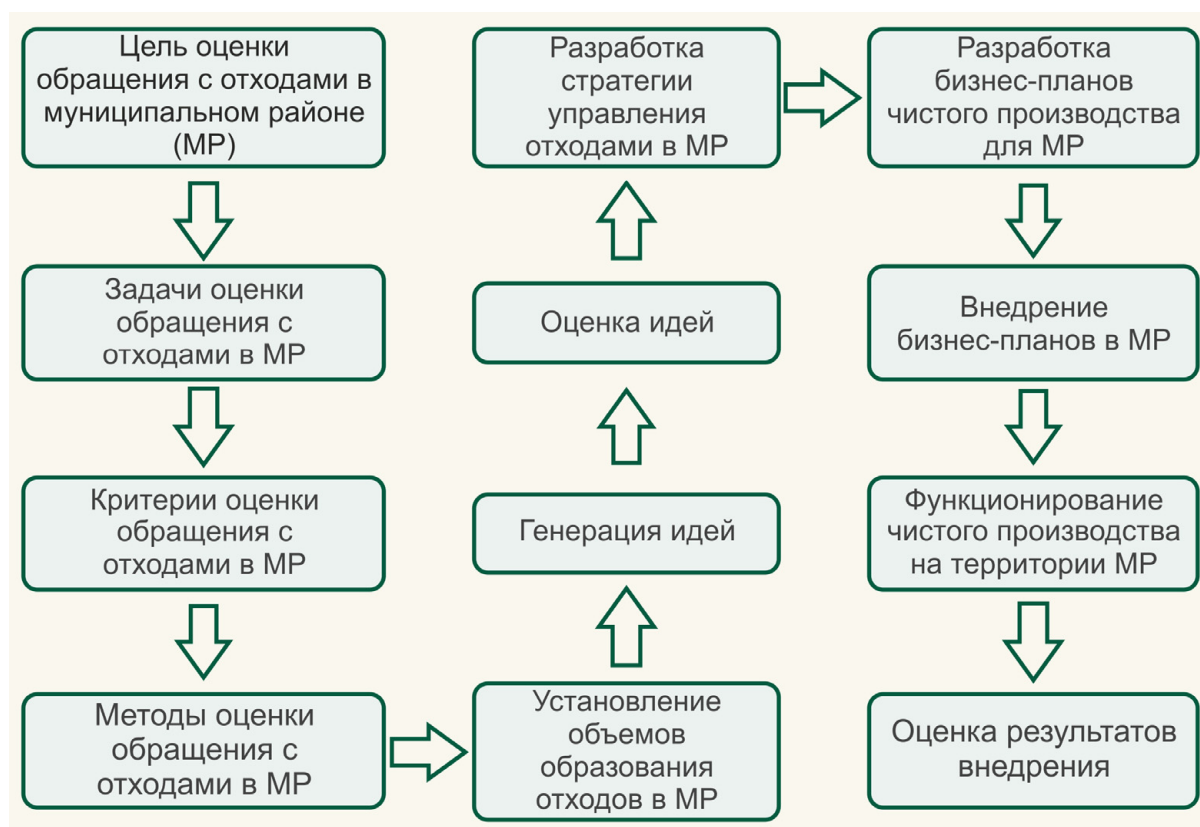 Цель оценки
обращения с отходами в
муниципальном районе
(МР)
Задачи оценки
обращения с
отходами в МР
Критерии оценки
обращения с
отходами в МР
Методы оценки
обращения с
отходами в МР
Установление
объемов
образования
отходов в МР
Генерация идей
Оценка идей
Разработка
стратегии
управления
отходами в МР
Разработка
бизнес-планов
чистого производства
для МР
Внедрение
бизнес-планов в МР
Функционирование
чистого производства
на территории МР
Оценка результатов
внедрения